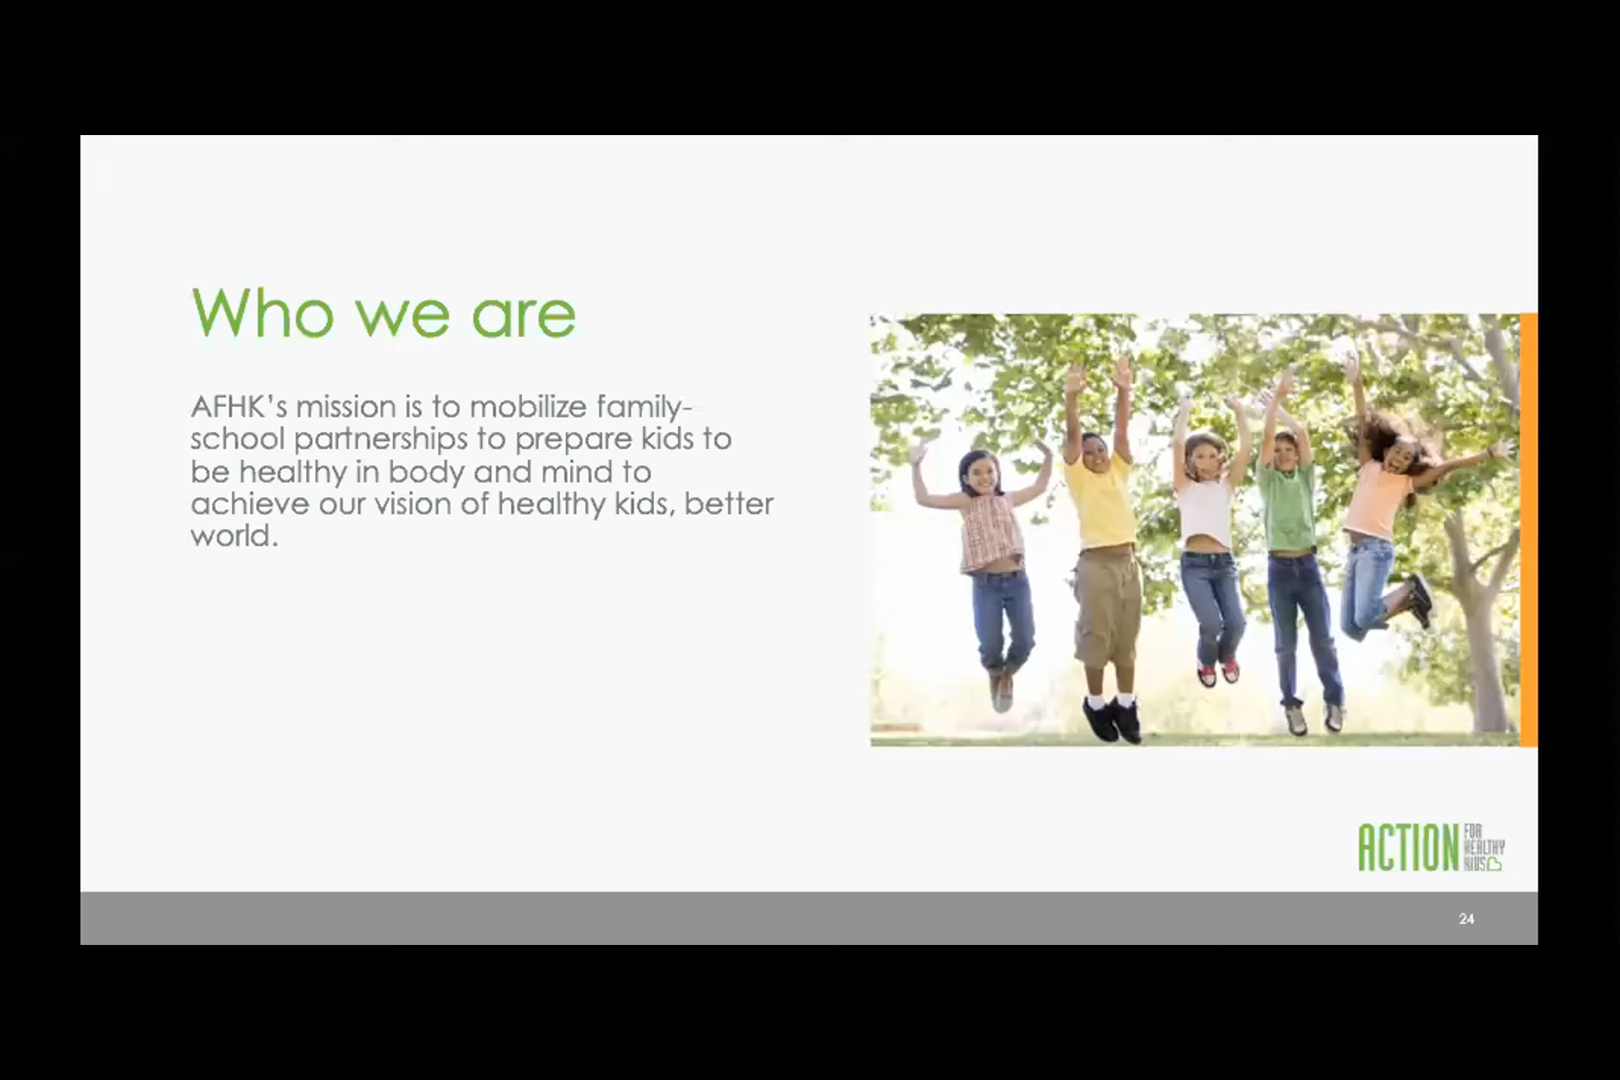 Who we are
AFHK's mission is to mobilize family-
school partnerships to prepare kids to
be healthy in body and mind to
achieve our vision of healthy kids, better
world.
ACTION FOR
HEALTHY
KIDS
24